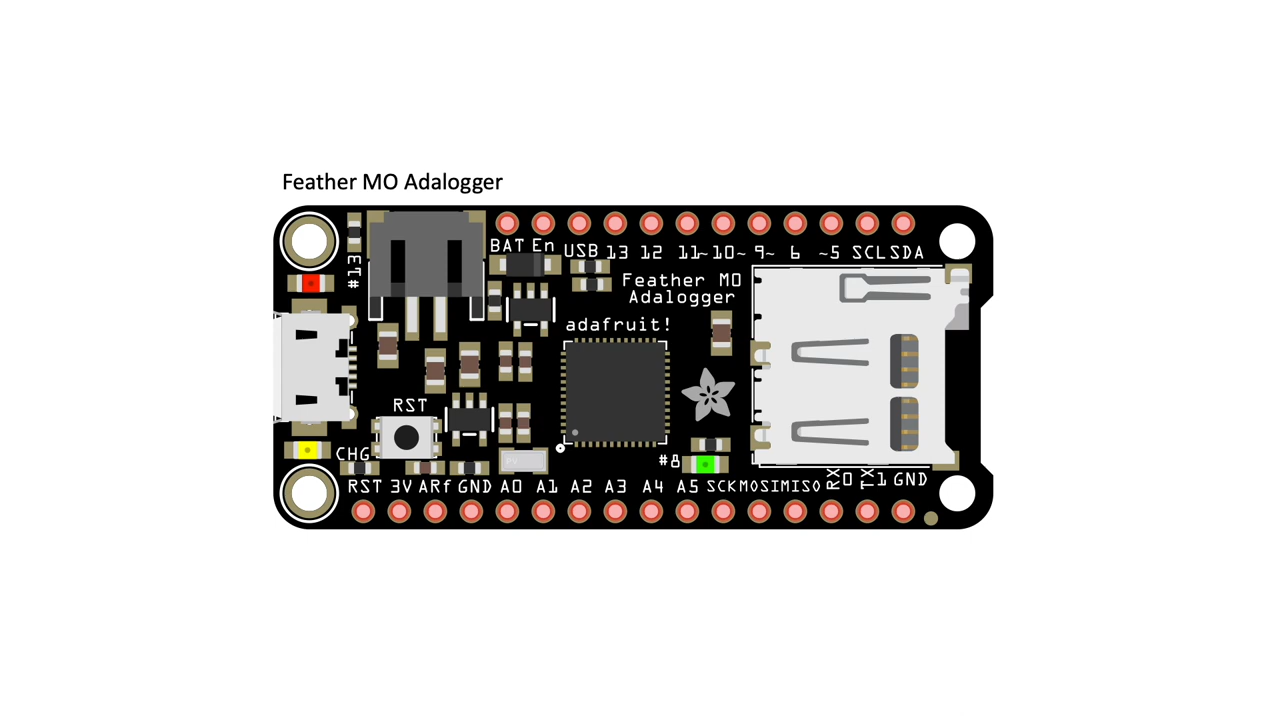 Feather MO Adalogger
BAT En USB 13 12 11~ 10~ 9~ 6 ~5 SCL SDA
#13
Feather MO
Adalogger
adafruit!
RST
CHG
#8
RST 3V ARf GND A0 A1 A2 A3 A4 A5 SCK MOSI MISO RX 0 TX 1 GND